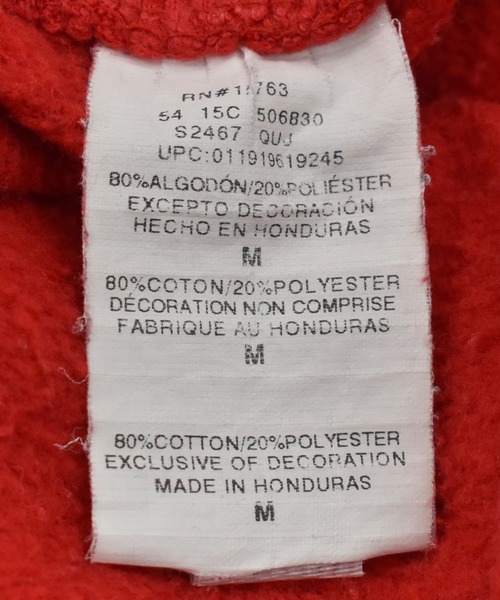 RN#
54 15C 506830
S2467 QUJ
UPC:011919619245
80%ALGODÓN/20%POLIÉSTER
EXCEPTO DECORACIÓN
HECHO EN HONDURAS
M
80%COTON/20%POLYESTER
DÉCORATION NON COMPRISE
FABRIQUE AU HONDURAS
M
80%COTTON/20%POLYESTER
EXCLUSIVE OF DECORATION
MADE IN HONDURAS
M